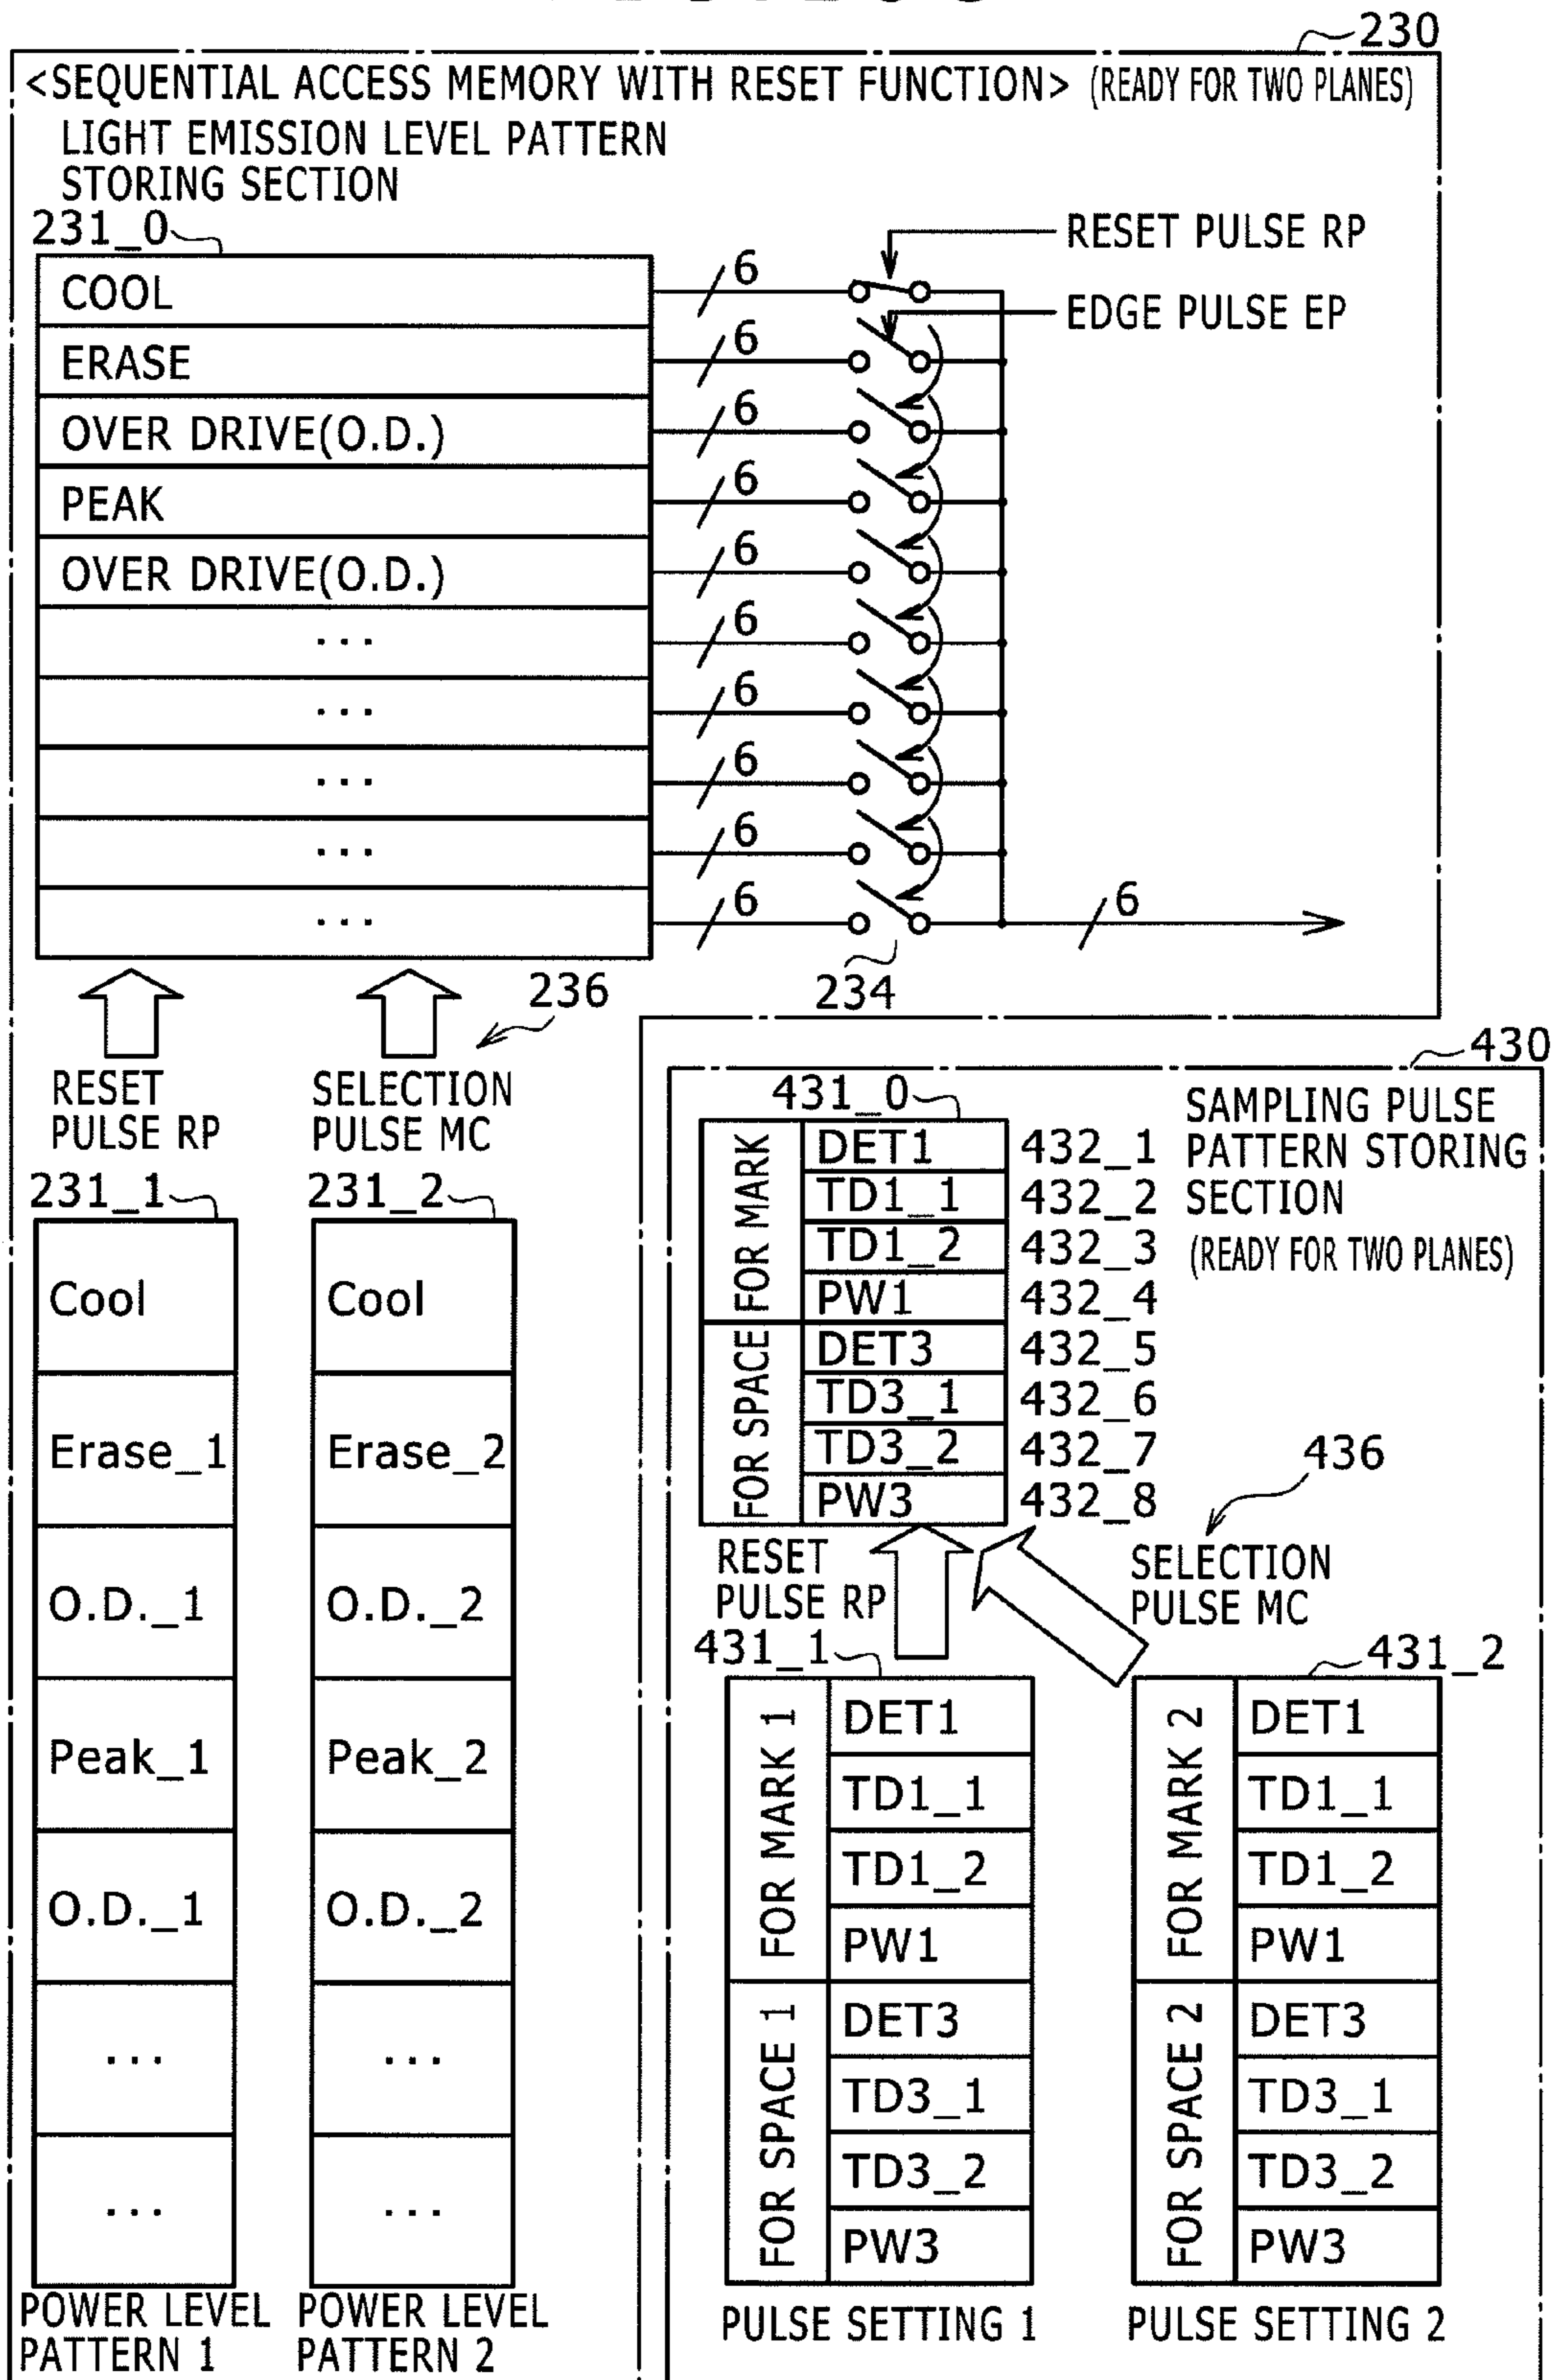 230
<SEQUENTIAL ACCESS MEMORY WITH RESET FUNCTION> (READY FOR TWO PLANES)
LIGHT EMISSION LEVEL PATTERN
STORING SECTION
231_0
RESET PULSE RP
EDGE PULSE EP
COOL
6
ERASE
6
OVER DRIVE(O.D.)
6
PEAK
6
OVER DRIVE(O.D.)
6
...
6
...
6
...
6
...
6
...
6
6
234
236
RESET
PULSE RP
SELECTION
PULSE MC
231_1
Cool
Erase_1
O.D._1
Peak_1
O.D._1
...
...
POWER LEVEL
PATTERN 1
231_2
Cool
Erase_2
O.D._2
Peak_2
O.D._2
...
...
POWER LEVEL
PATTERN 2
430
SAMPLING PULSE
PATTERN STORING
SECTION
(READY FOR TWO PLANES)
431_0
FOR MARK
DET1
432_1
TD1_1
432_2
TD1_2
432_3
PW1
432_4
FOR SPACE
DET3
432_5
TD3_1
432_6
TD3_2
432_7
PW3
432_8
436
RESET
PULSE RP
SELECTION
PULSE MC
431_1
FOR MARK 1
DET1
TD1_1
TD1_2
PW1
FOR SPACE 1
DET3
TD3_1
TD3_2
PW3
PULSE SETTING 1
431_2
FOR MARK 2
DET1
TD1_1
TD1_2
PW1
FOR SPACE 2
DET3
TD3_1
TD3_2
PW3
PULSE SETTING 2